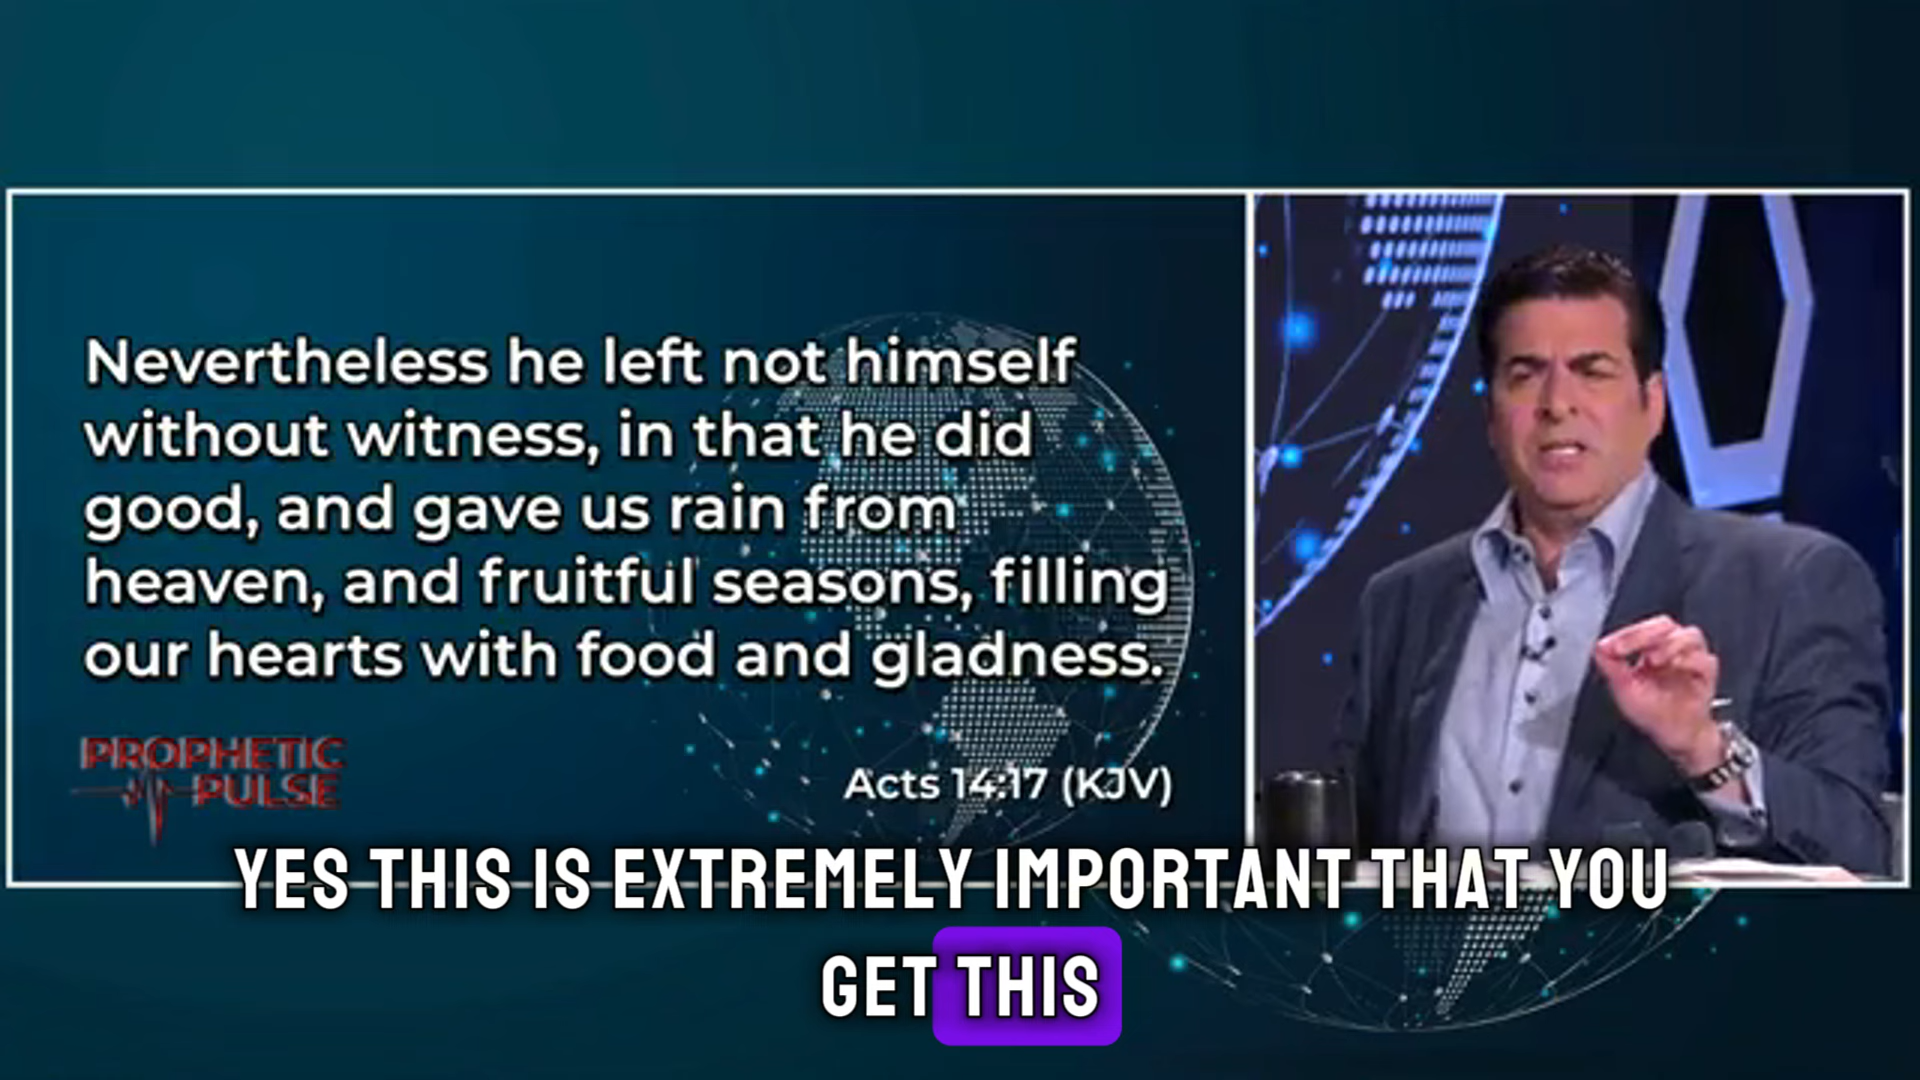 Nevertheless he left not himself
without witness, in that he did
good, and gave us rain from
heaven, and fruitful seasons, filling
our hearts with food and gladness.
PROPHETIC
PULSE
Acts 14:17 (KJV)
YES THIS IS EXTREMELY IMPORTANT THAT YOU
GET THIS